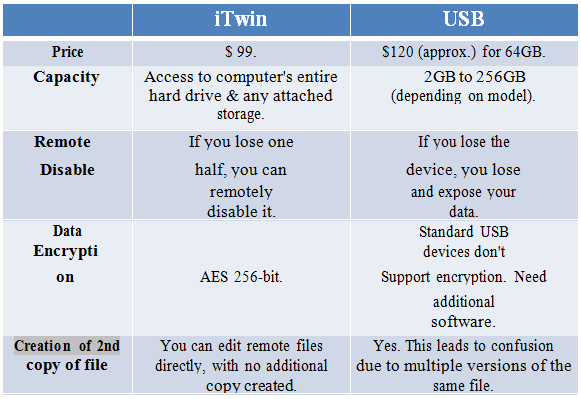 iTwin USB
Price $ 99. $120 (approx.) for 64GB.
Capacity Access to computer's entire 2GB to 256GB
hard drive & any attached (depending on model).
storage.
Remote If you lose one If you lose the
Disable half, you can device, you lose
remotely and expose your
disable it. data.
Data Standard USB
Encrypti devices don't
on AES 256-bit. Support encryption. Need
additional
software.
Creation of 2nd You can edit remote files Yes. This leads to confusion
copy of file directly, with no additional due to multiple versions of the
copy created. same file.